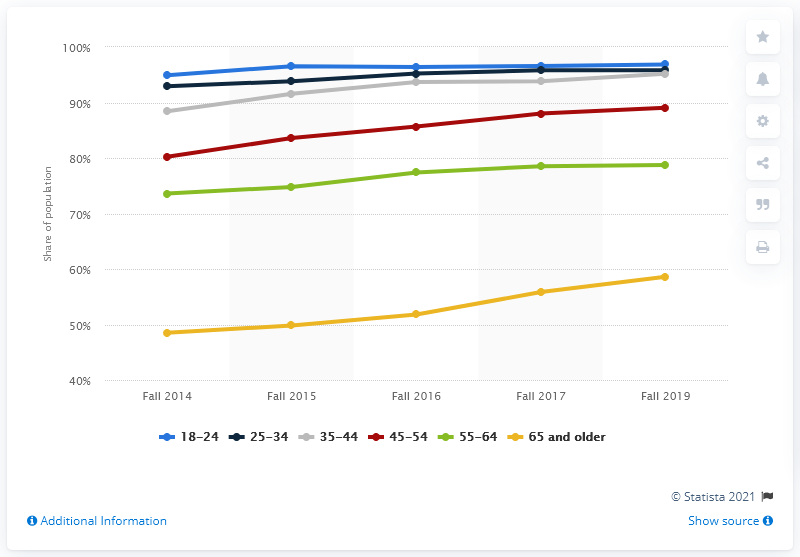 100%
90%
80%
70%
60%
50%
40%
Share of population
Fall 2014 Fall 2015 Fall 2016 Fall 2017 Fall 2019
18–24 25–34 35–44 45–54 55–64 65 and older
© Statista 2021
Additional Information Show source